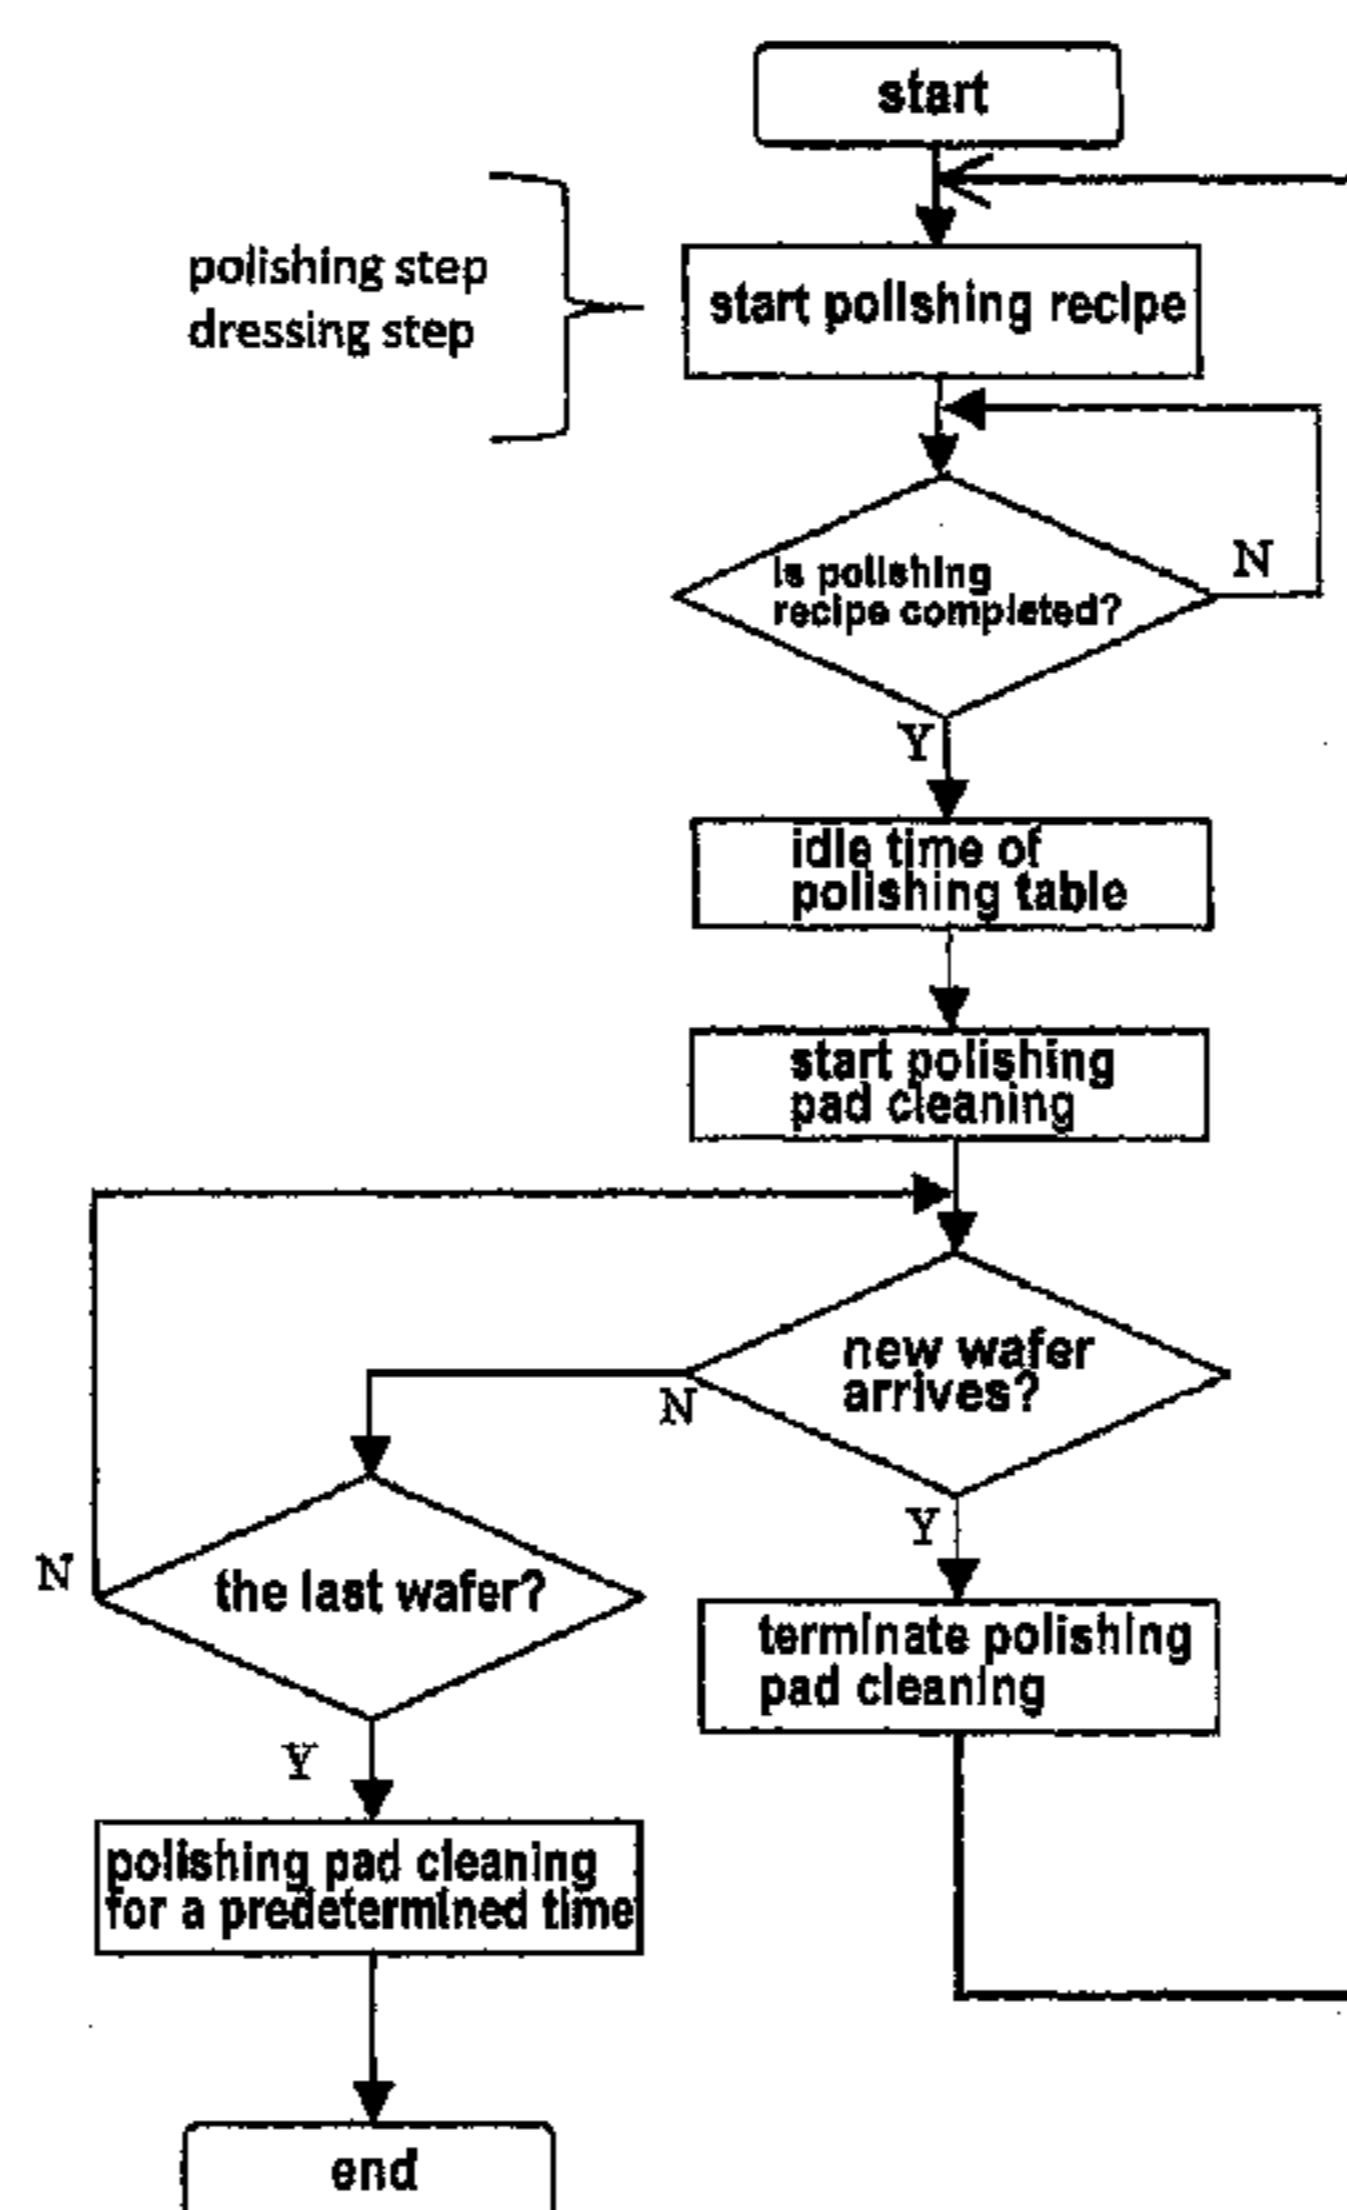 start
polishing step
dressing step
start polishing recipe
is polishing
recipe completed?
N
Y
idle time of
polishing table
start polishing
pad cleaning
new wafer
arrives?
N
Y
the last wafer?
N
terminate polishing
pad cleaning
Y
polishing pad cleaning
for a predetermined time
end